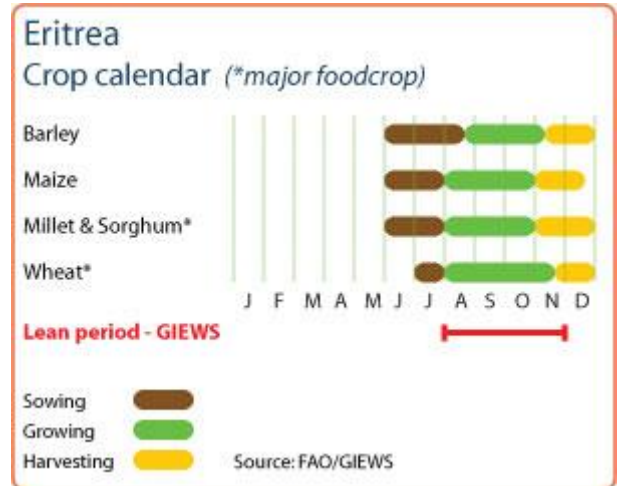 Eritrea
Crop calendar (*major foodcrop)
Barley
Maize
Millet & Sorghum*
Wheat*
J F M A M J J A S O N D
Lean period - GIEWS
Sowing
Growing
Harvesting
Source: FAO/GIEWS